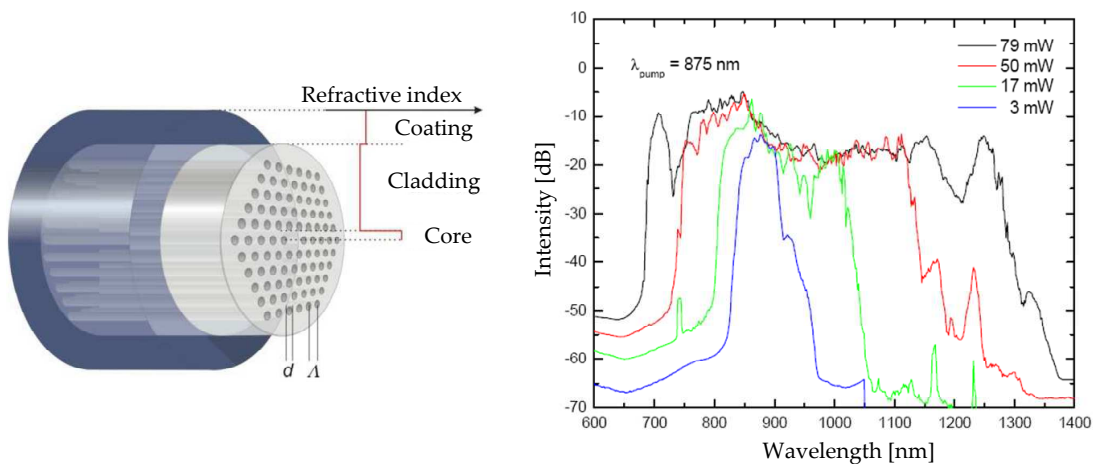 Refractive index
Coating
Cladding
Core
d Λ
10
0
-10
-20
-30
-40
-50
-60
-70
Intensity [dB]
λpump = 875 nm
79 mW
50 mW
17 mW
3 mW
600 700 800 900 1000 1100 1200 1300 1400
Wavelength [nm]